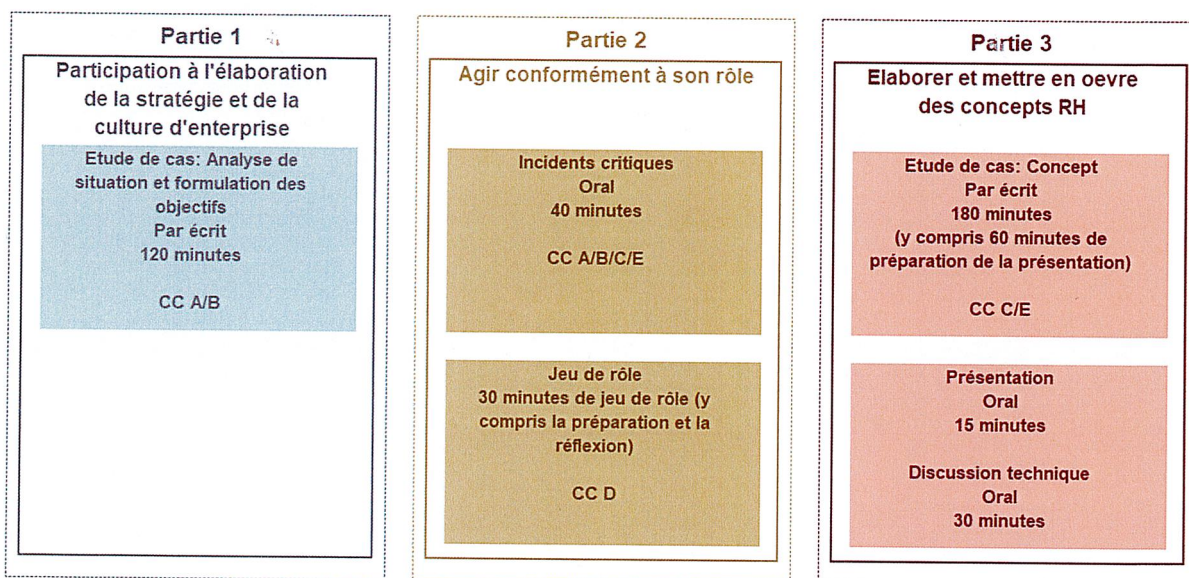 Partie 1
Participation à l'élaboration
de la stratégie et de la
culture d'enterprise
Etude de cas: Analyse de
situation et formulation des
objectifs
Par écrit
120 minutes
CC A/B
Partie 2
Agir conformément à son rôle
Incidents critiques
Oral
40 minutes
CC A/B/C/E
Jeu de rôle
30 minutes de jeu de rôle (y
compris la préparation et la
réflexion)
CC D
Partie 3
Elaborer et mettre en oevre
des concepts RH
Etude de cas: Concept
Par écrit
180 minutes
(y compris 60 minutes de
préparation de la présentation)
CC C/E
Présentation
Oral
15 minutes
Discussion technique
Oral
30 minutes